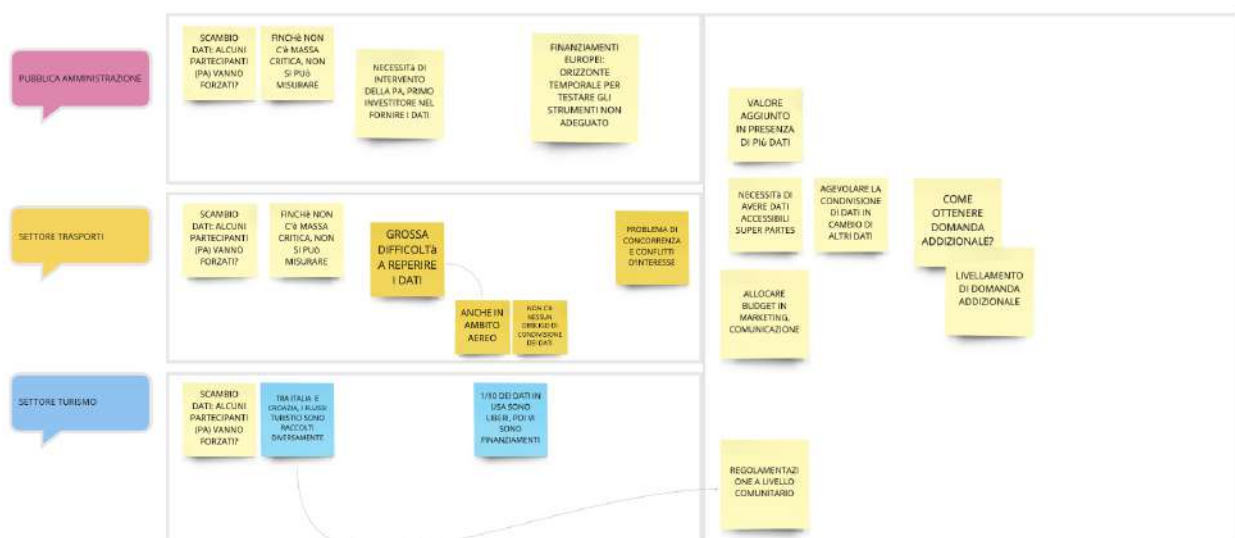 PUBBLICA AMMINISTRAZIONE
SCAMBIO
DATI: ALCUNI
PARTECIPANTI
(PA) VANNO
FORZATI?
FINCHè NON
C'è MASSA
CRITICA, NON
SI PUò
MISURARE
NECESSITà DI
INTERVENTO
DELLA PA, PRIMO
INVESTITORE NEL
FORNIRE I DATI
FINANZIAMENTI
EUROPEI:
ORIZZONTE
TEMPORALE PER
TESTARE GLI
STRUMENTI NON
ADEGUATO
VALORE
AGGIUNTO
IN PRESENZA
DI PIù DATI
SETTORE TRASPORTI
SCAMBIO
DATI: ALCUNI
PARTECIPANTI
(PA) VANNO
FORZATI?
FINCHè NON
C'è MASSA
CRITICA, NON
SI PUò
MISURARE
GROSSA
DIFFICOLTà
A REPERIRE
I DATI
ANCHE IN
AMBITO
AEREO
NON C'è
NESSUN
OBBLIGO DI
CONDIVISIONE
DEI DATI
PROBLEMA DI
CONCORRENZA
E CONFLITTI
D'INTERESSE
NECESSITà DI
AVERE DATI
ACCESSIBILI
SUPER PARTES
AGEVOLARE LA
CONDIVISIONE
DI DATI IN
CAMBIO DI
ALTRI DATI
COME
OTTENERE
DOMANDA
ADDIZIONALE?
LIVELLAMENTO
DI DOMANDA
ADDIZIONALE
ALLOCARE
BUDGET IN
MARKETING,
COMUNICAZIONE
SETTORE TURISMO
SCAMBIO
DATI: ALCUNI
PARTECIPANTI
(PA) VANNO
FORZATI?
TRA ITALIA E
CROAZIA, I FLUSSI
TURISTICI SONO
RACCOLTI
DIVERSAMENTE
1/10 DEI DATI IN
USA SONO
LIBERI, POI VI
SONO
FINANZIAMENTI
REGOLAMENTAZI
ONE A LIVELLO
COMUNITARIO